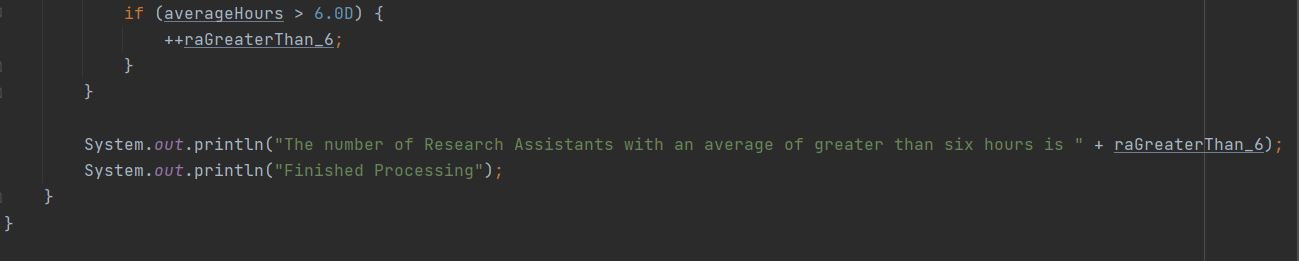 if (averageHours > 6.0D) {
++raGreaterThan_6;
}
}
System.out.println("The number of Research Assistants with an average of greater than six hours is " + raGreaterThan_6);
System.out.println("Finished Processing");
}
}